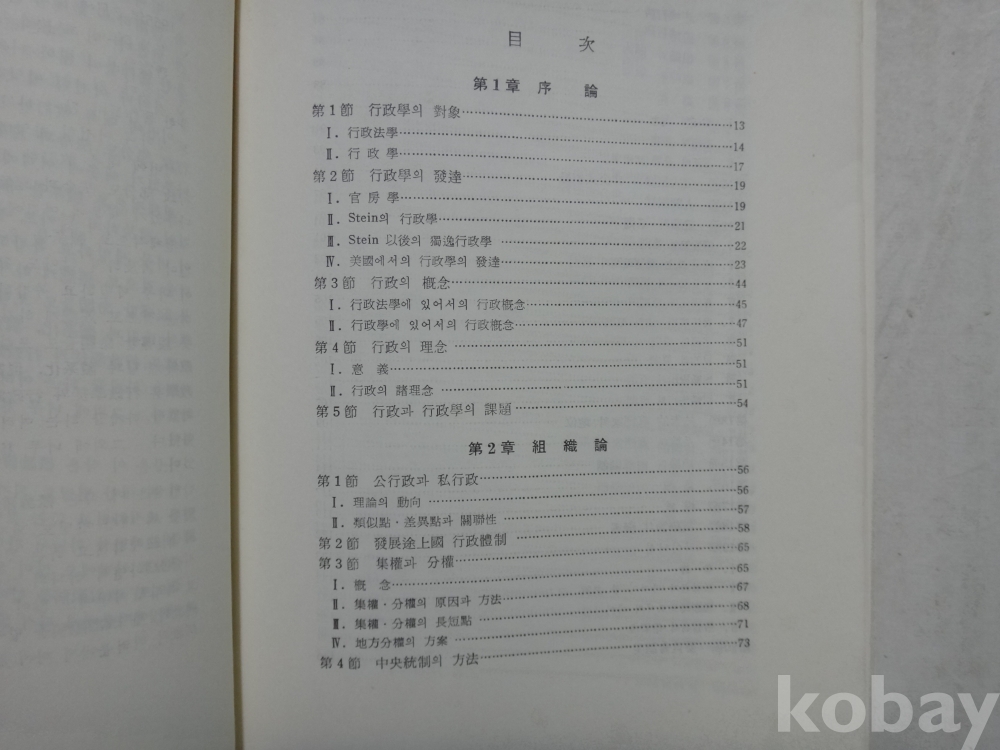 目 次
第1章 序 論
第1節 行政學의 對象……13
Ⅰ. 行政法學……14
Ⅱ. 行 政 學……17
第2節 行政學의 發達……19
Ⅰ. 官 房 學……19
Ⅱ. Stein의 行政學……21
Ⅲ. Stein 以後의 獨逸行政學……22
Ⅳ. 美國에서의 行政學의 發達……23
第3節 行政의 槪念……44
Ⅰ. 行政法學에 있어서의 行政槪念……45
Ⅱ. 行政學에 있어서의 行政槪念……47
第4節 行政의 理念……51
Ⅰ. 意 義……51
Ⅱ. 行政의 諸理念……51
第5節 行政과 行政學의 課題……54
第2章 組 織 論
第1節 公行政과 私行政……56
Ⅰ. 理論의 動向……56
Ⅱ. 類似點·差異點과 關聯性……57
第2節 發展途上國 行政體制……58
第3節 集權과 分權……65
Ⅰ. 槪 念……65
Ⅱ. 集權·分權의 原因과 方法……67
Ⅲ. 集權·分權의 長短點……68
Ⅳ. 地方分權의 方案……71
第4節 中央統制의 方法……73
kobay